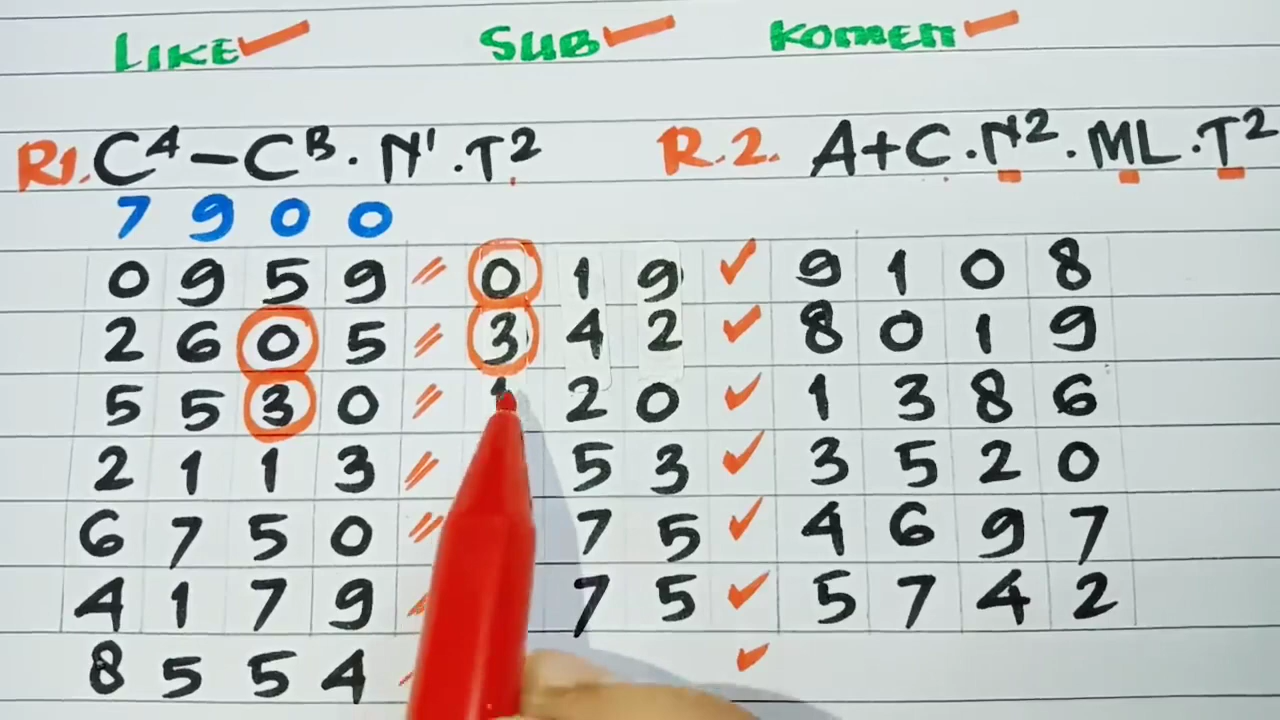 LIKE SUB KOMEN
R1. C⁴ – Cᴮ . N¹ . T² R.2. A+C . N² . ML . T²
7 9 0 0
0 9 5 9 0 1 9 9 1 0 8
2 6 0 5 3 4 2 8 0 1 9
5 5 3 0 2 0 1 3 8 6
2 1 1 3 5 3 3 5 2 0
6 7 5 0 7 5 4 6 9 7
4 1 7 9 7 5 5 7 4 2
8 5 5 4